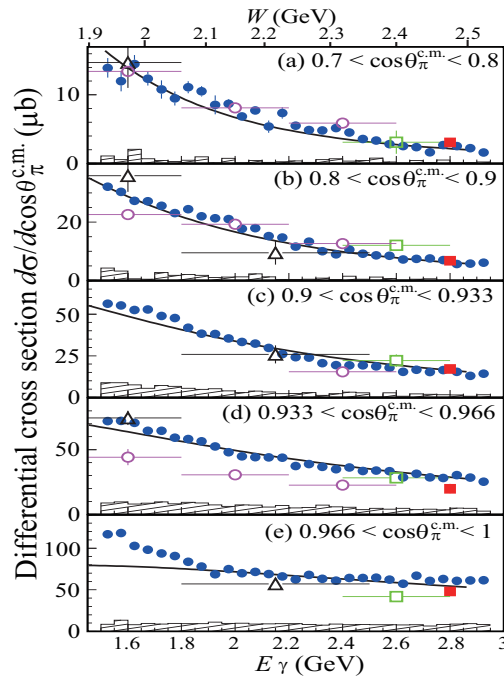 W (GeV)
1.9 2 2.1 2.2 2.3 2.4 2.5
(a) 0.7 < cosθπc.m. < 0.8
10
0
(b) 0.8 < cosθπc.m. < 0.9
20
0
(c) 0.9 < cosθπc.m. < 0.933
50
25
0
(d) 0.933 < cosθπc.m. < 0.966
50
0
(e) 0.966 < cosθπc.m. < 1
100
50
0
1.6 1.8 2 2.2 2.4 2.6 2.8 3
Eγ (GeV)
Differential cross section dσ/dcosθπc.m. (μb)